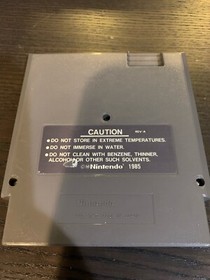 CAUTION
REV-A
• DO NOT STORE IN EXTREME TEMPERATURES.
• DO NOT IMMERSE IN WATER.
• DO NOT CLEAN WITH BENZENE, THINNER,
ALCOHOL OR OTHER SUCH SOLVENTS.
Nintendo 1985